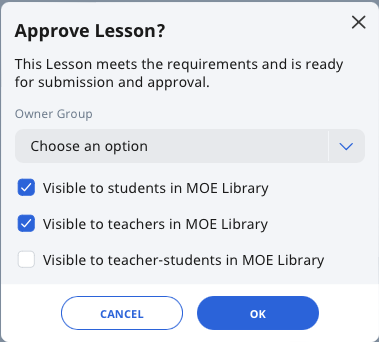 Approve Lesson?
This Lesson meets the requirements and is ready
for submission and approval.
Owner Group
Choose an option
Visible to students in MOE Library
Visible to teachers in MOE Library
Visible to teacher-students in MOE Library
CANCEL
OK